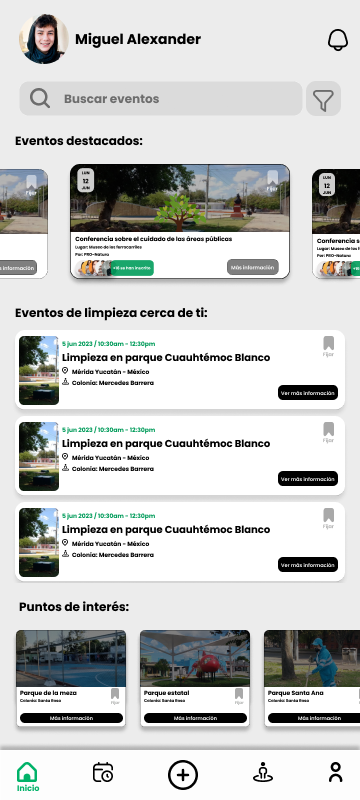 Miguel Alexander
Buscar eventos
Eventos destacados:
Fijar
Más información
LUN
12
JUN
Fijar
Conferencia sobre el cuidado de las áreas públicas
Lugar: Museo de los ferrocarriles
Por: PRO-Natura
+16 se han inscrito
Más información
LUN
12
JUN
Conferencia s
Lugar: Museo de los f
Por: PRO-Natura
Eventos de limpieza cerca de ti:
5 jun 2023 / 10:30am - 12:30pm
Limpieza en parque Cuauhtémoc Blanco
Mérida Yucatán - México
Colonia: Mercedes Barrera
Fijar
Ver más información
5 jun 2023 / 10:30am - 12:30pm
Limpieza en parque Cuauhtémoc Blanco
Mérida Yucatán - México
Colonia: Mercedes Barrera
Fijar
Ver más información
5 jun 2023 / 10:30am - 12:30pm
Limpieza en parque Cuauhtémoc Blanco
Mérida Yucatán - México
Colonia: Mercedes Barrera
Fijar
Ver más información
Puntos de interés:
Parque de la meza
Colonia: Santa Rosa
Fijar
Más información
Parque estatal
Colonia: Santa Rosa
Fijar
Más información
Parque Santa Ana
Colonia: Santa Rosa
Más información
Inicio